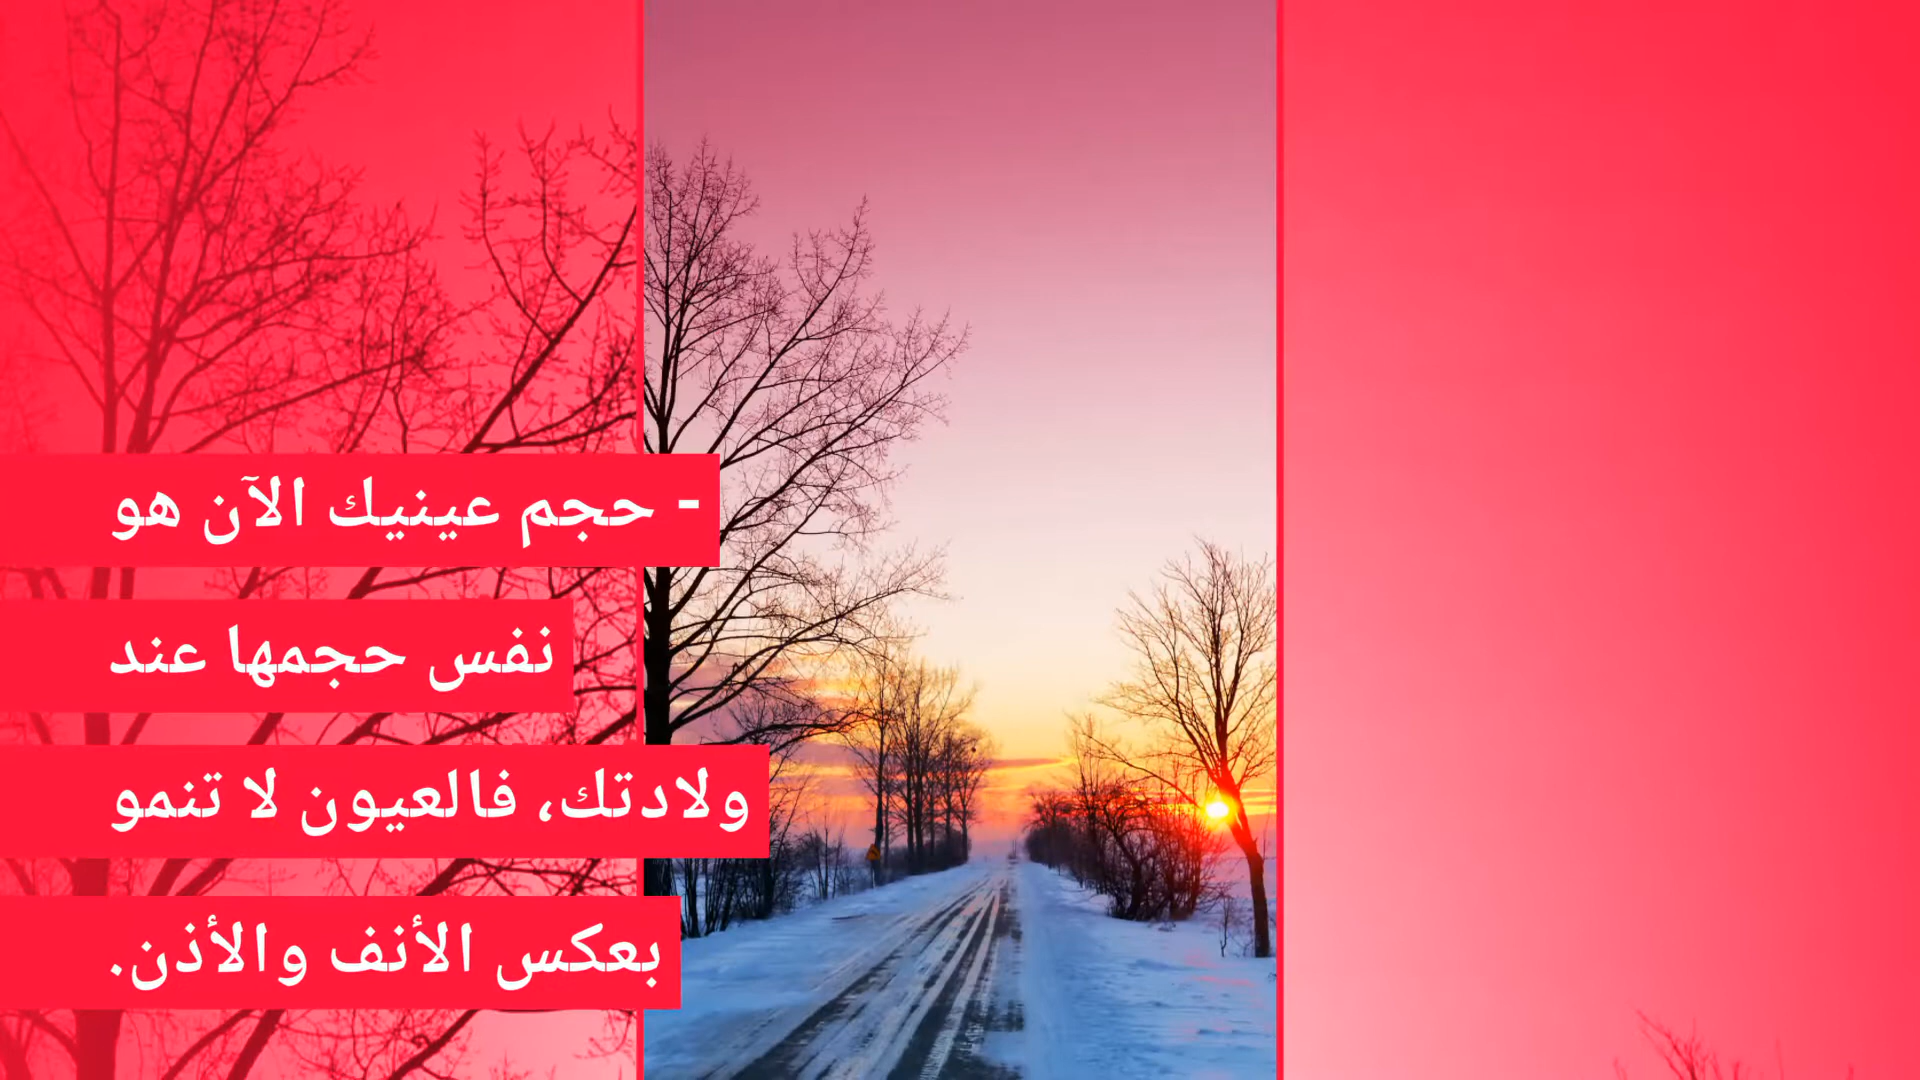 - حجم عينيك الآن هو
نفس حجمها عند
ولادتك، فالعيون لا تنمو
بعكس الأنف والأذن.